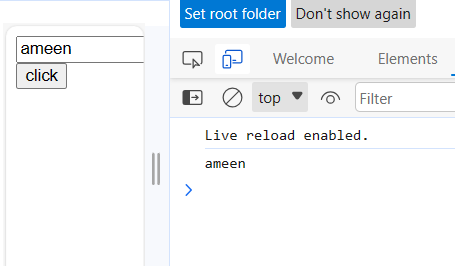 Set root folder Don't show again
Welcome Elements
top Filter
ameen
click
Live reload enabled.
ameen